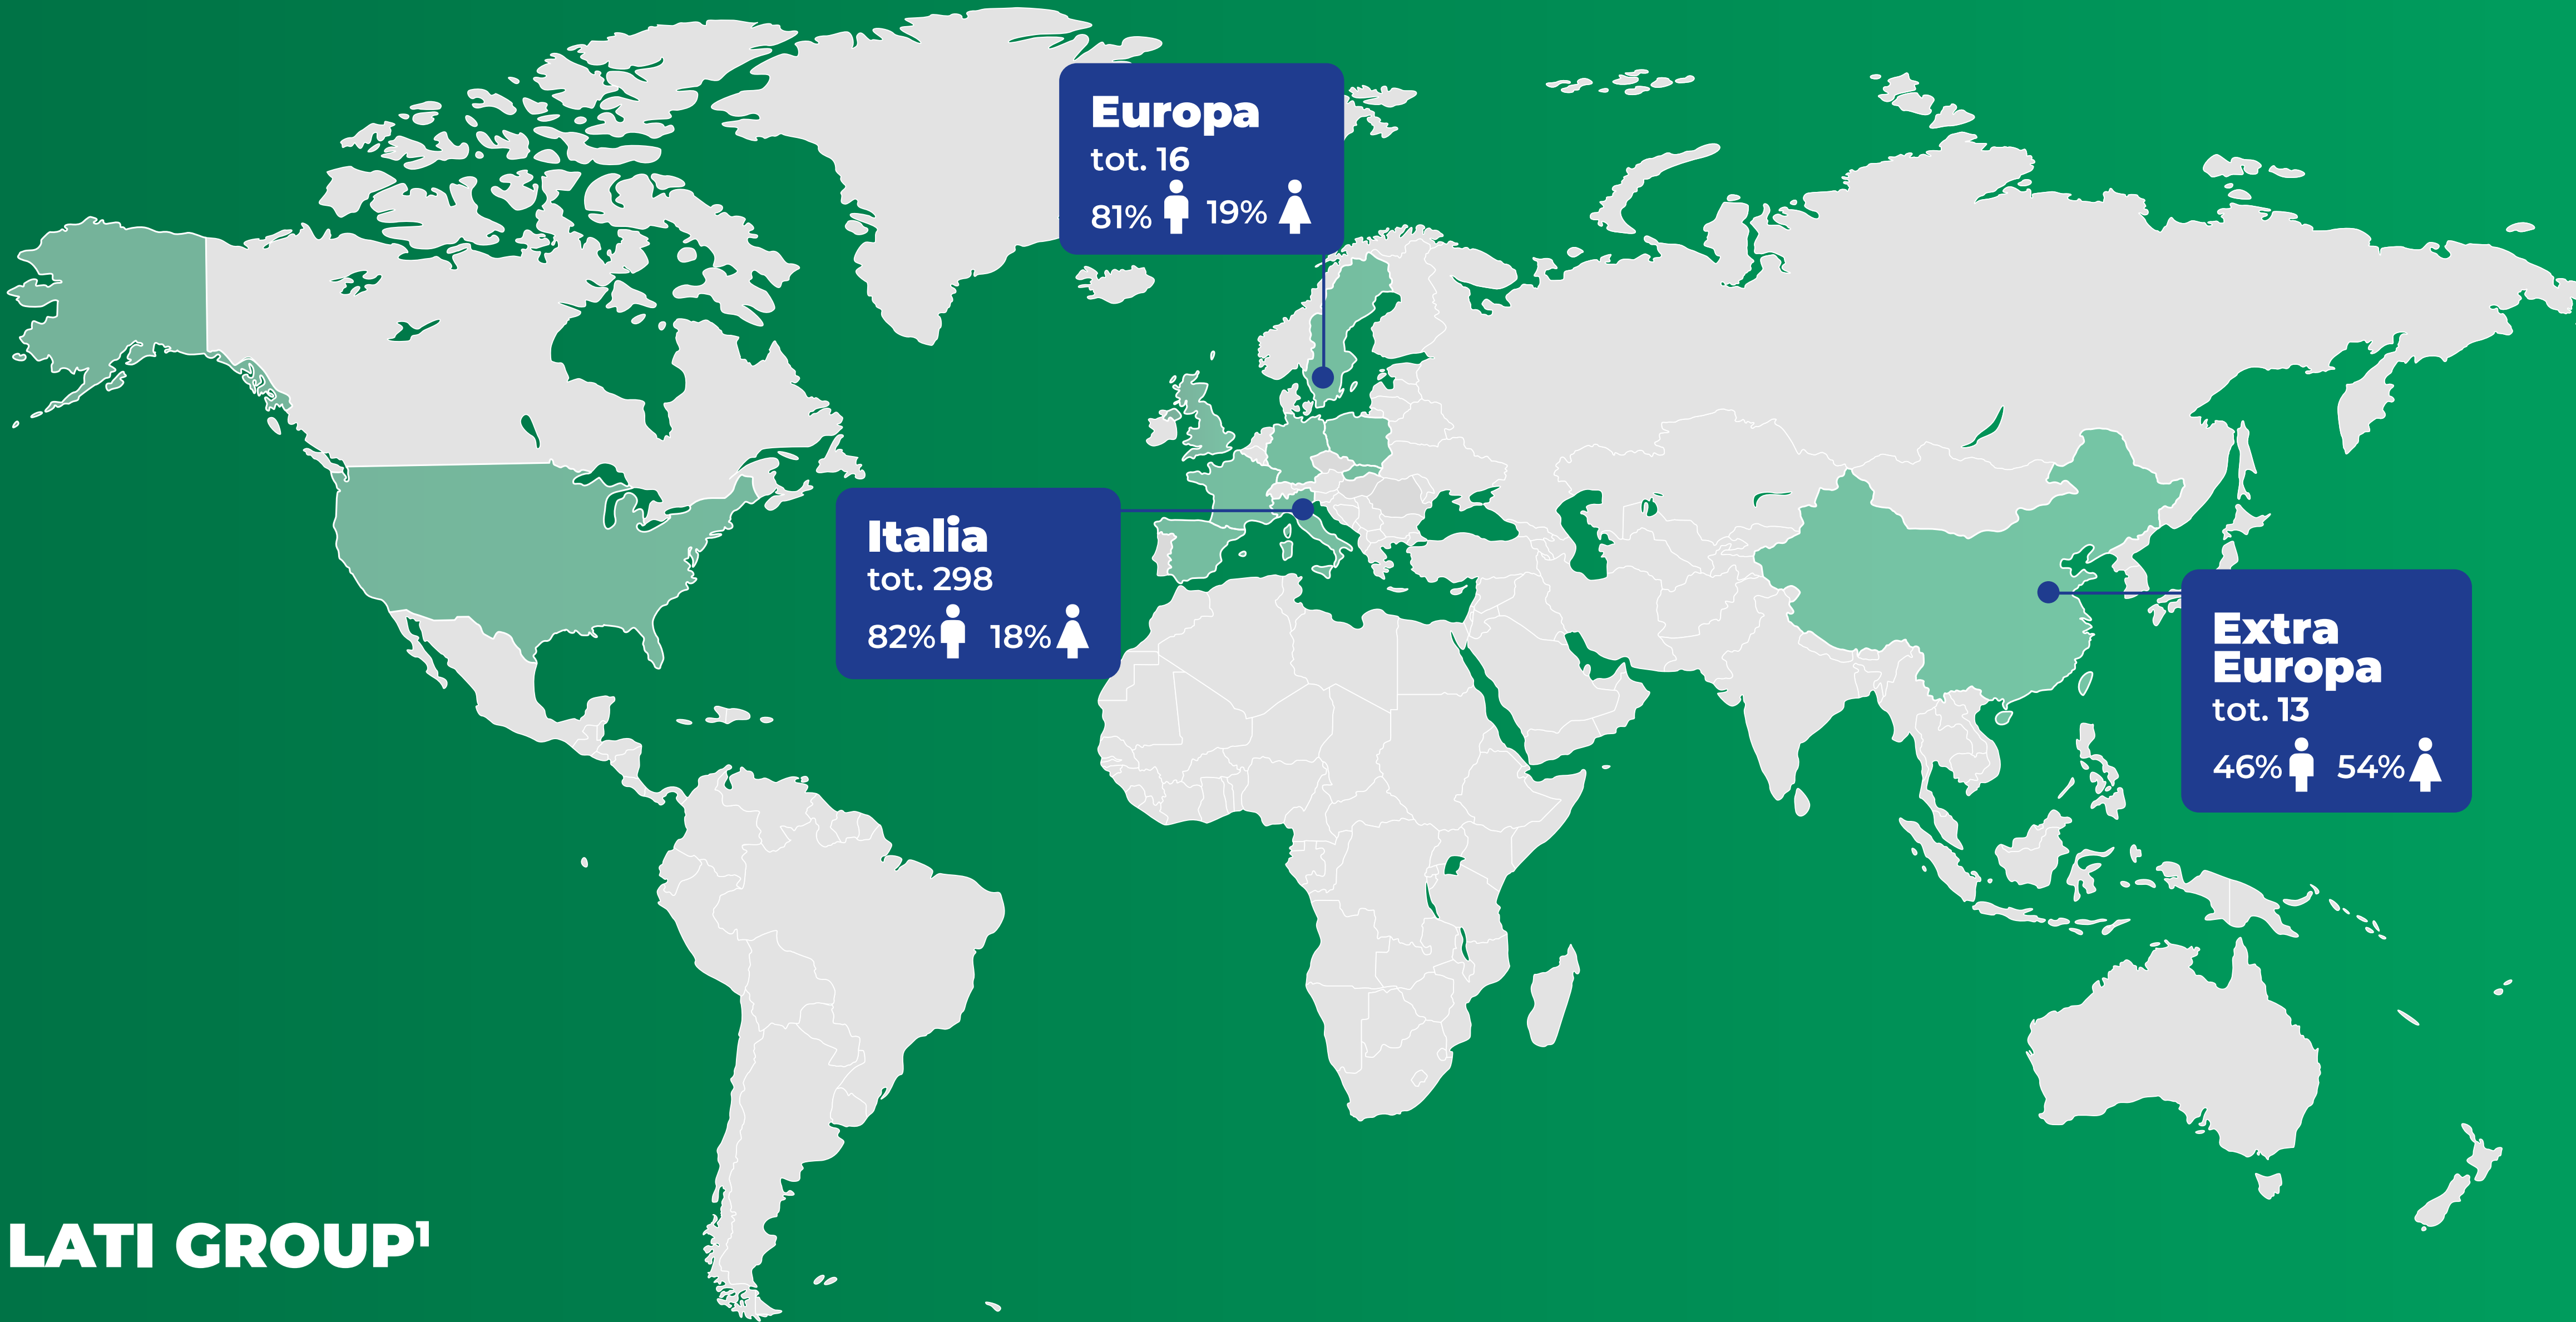 Europa
tot. 16
81% 19%
Italia
tot. 298
82% 18%
Extra
Europa
tot. 13
46% 54%
LATI GROUP¹